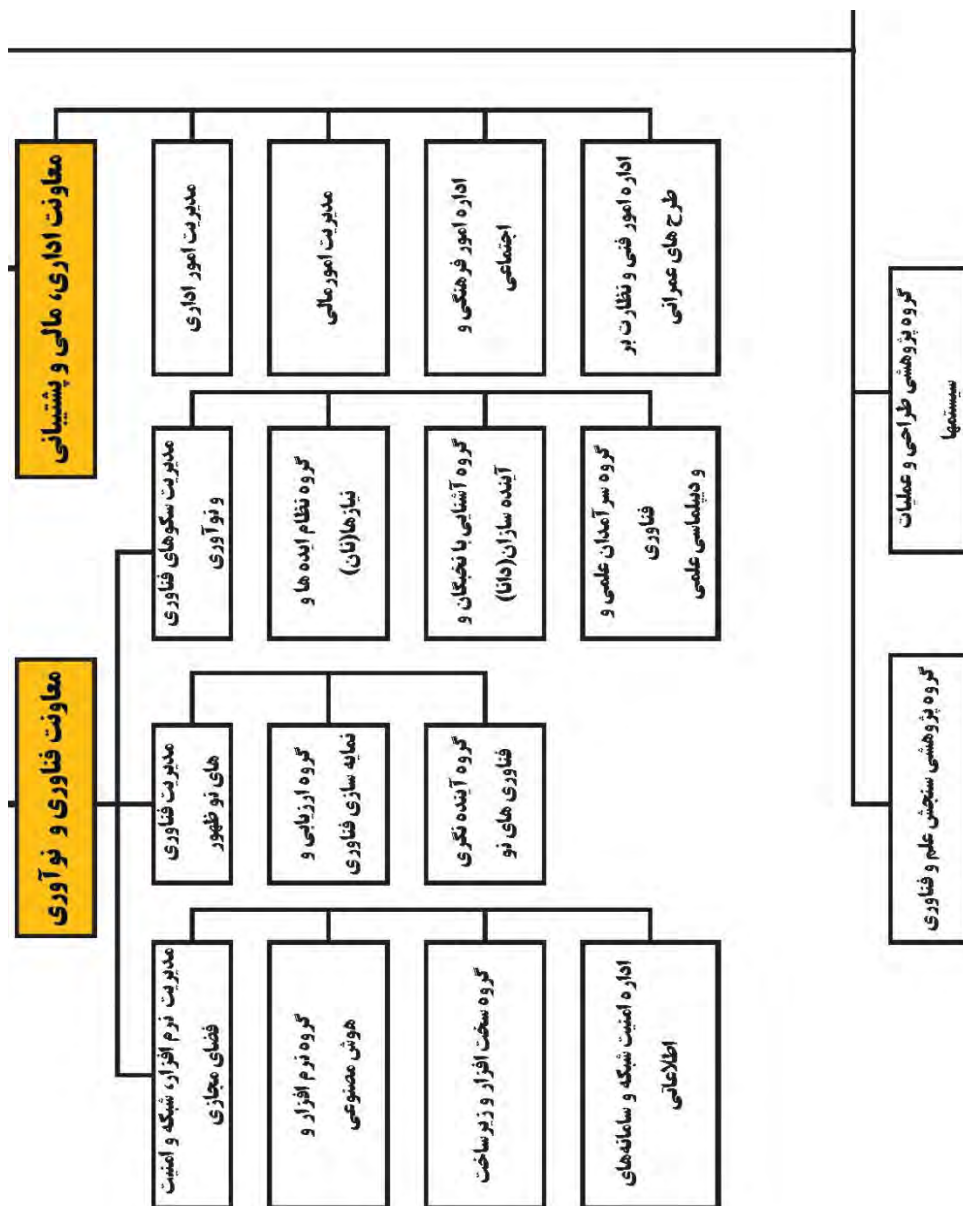 معاونت اداری، مالی و پشتیبانی
مدیریت امور اداری
مدیریت امورمالی
اداره امور فرهنگی و
اجتماعی
اداره امور فنی و نظارت بر
طرح های عمرانی
معاونت فناوری و نوآوری
مدیریت سکوهای فناوری
و نوآوری
گروه نظام ایده ها و
نیازها(نان)
گروه آشنایی با نخبگان و
آینده سازان(دانا)
گروه سرآمدان علمی و
فناوری
و دیپلماسی علمی
مدیریت فناوری
های نوظهور
گروه ارزیابی و
نمایه سازی فناوری
گروه آینده نگری
فناوری های نو
مدیریت نرم افزار، شبکه و امنیت
فضای مجازی
گروه نرم افزار و
هوش مصنوعی
گروه سخت افزار و زیرساخت
اداره امنیت شبکه و سامانه‌های
اطلاعاتی
گروه پژوهشی طراحی و عملیات
سیستمها
گروه پژوهشی سنجش علم و فناوری